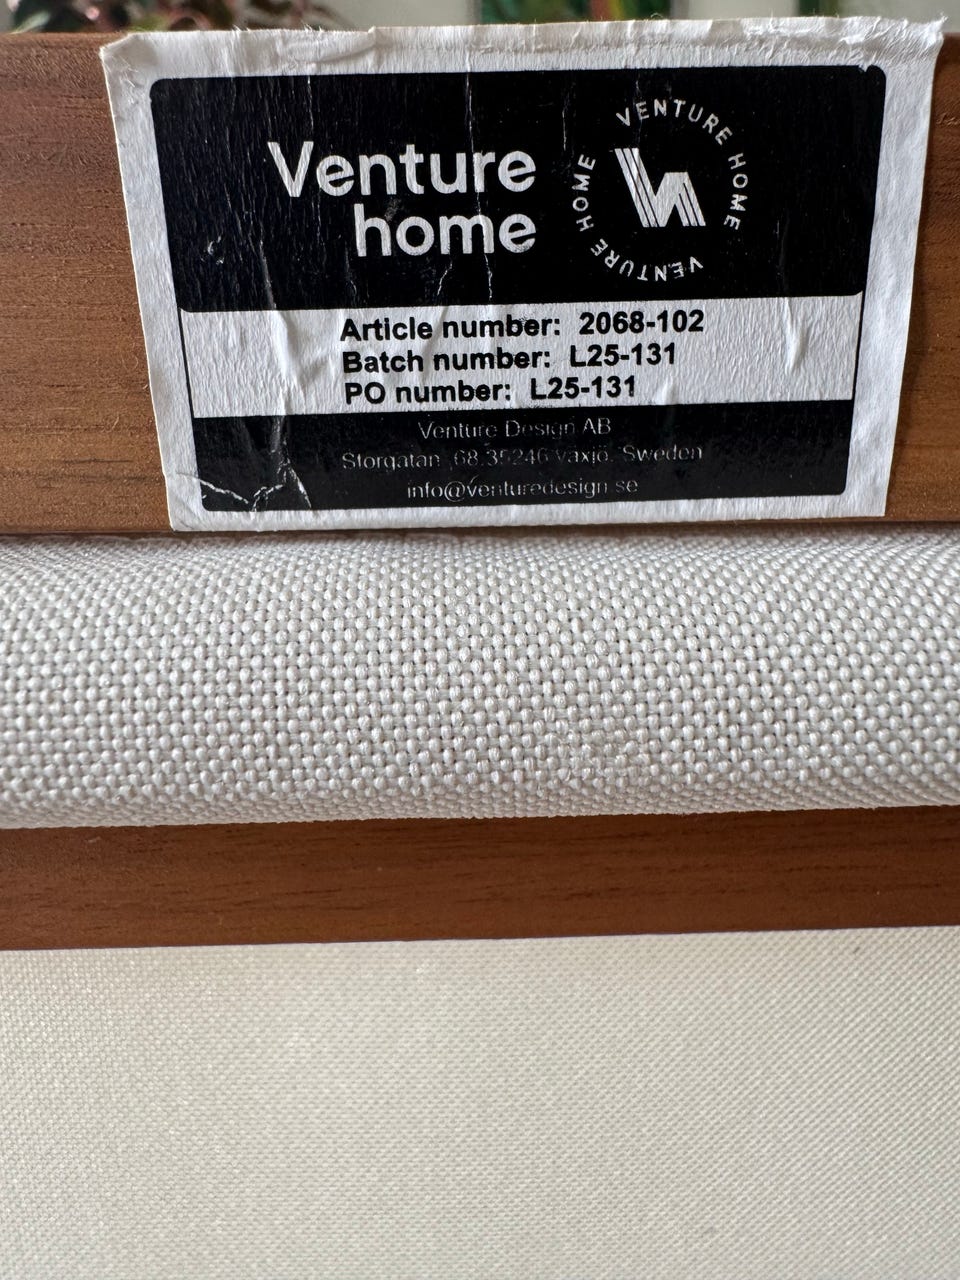 Venture
home
VENTURE HOME VENTURE HOME
Article number: 2068-102
Batch number: L25-131
PO number: L25-131
Venture Design AB
Storgatan ,68.35246 växjö. Sweden
info@venturedesign.se